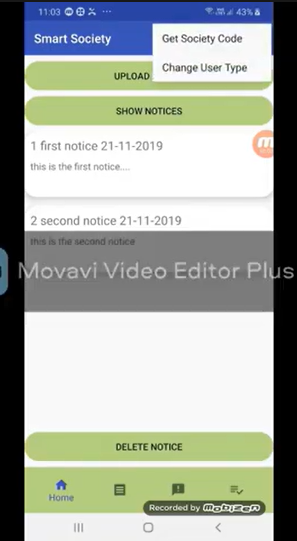 11:03
43%
Smart Society
Get Society Code
Change User Type
UPLOAD
SHOW NOTICES
1 first notice 21-11-2019
this is the first notice....
2 second notice 21-11-2019
this is the second notice
Movavi Video Editor Plus
DELETE NOTICE
Home
Recorded by Mobizen